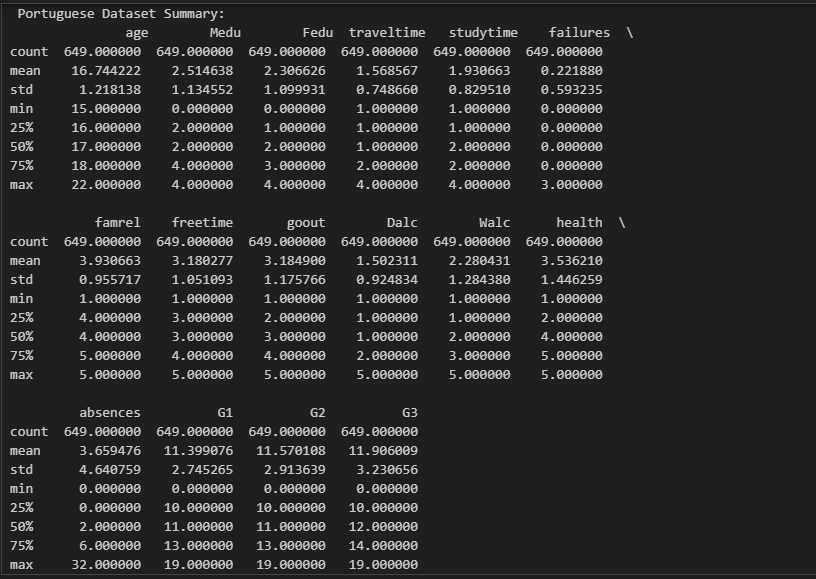 Portuguese Dataset Summary:
age Medu Fedu traveltime studytime failures \
count 649.000000 649.000000 649.000000 649.000000 649.000000 649.000000
mean 16.744222 2.514638 2.306626 1.568567 1.930663 0.221880
std 1.218138 1.134552 1.099931 0.748660 0.829510 0.593235
min 15.000000 0.000000 0.000000 1.000000 1.000000 0.000000
25% 16.000000 2.000000 1.000000 1.000000 1.000000 0.000000
50% 17.000000 2.000000 2.000000 1.000000 2.000000 0.000000
75% 18.000000 4.000000 3.000000 2.000000 2.000000 0.000000
max 22.000000 4.000000 4.000000 4.000000 4.000000 3.000000
famrel freetime goout Dalc Walc health \
count 649.000000 649.000000 649.000000 649.000000 649.000000 649.000000
mean 3.930663 3.180277 3.184900 1.502311 2.280431 3.536210
std 0.955717 1.051093 1.175766 0.924834 1.284380 1.446259
min 1.000000 1.000000 1.000000 1.000000 1.000000 1.000000
25% 4.000000 3.000000 2.000000 1.000000 1.000000 2.000000
50% 4.000000 3.000000 3.000000 1.000000 2.000000 4.000000
75% 5.000000 4.000000 4.000000 2.000000 3.000000 5.000000
max 5.000000 5.000000 5.000000 5.000000 5.000000 5.000000
absences G1 G2 G3
count 649.000000 649.000000 649.000000 649.000000
mean 3.659476 11.399076 11.570108 11.906009
std 4.640759 2.745265 2.913639 3.230656
min 0.000000 0.000000 0.000000 0.000000
25% 0.000000 10.000000 10.000000 10.000000
50% 2.000000 11.000000 11.000000 12.000000
75% 6.000000 13.000000 13.000000 14.000000
max 32.000000 19.000000 19.000000 19.000000